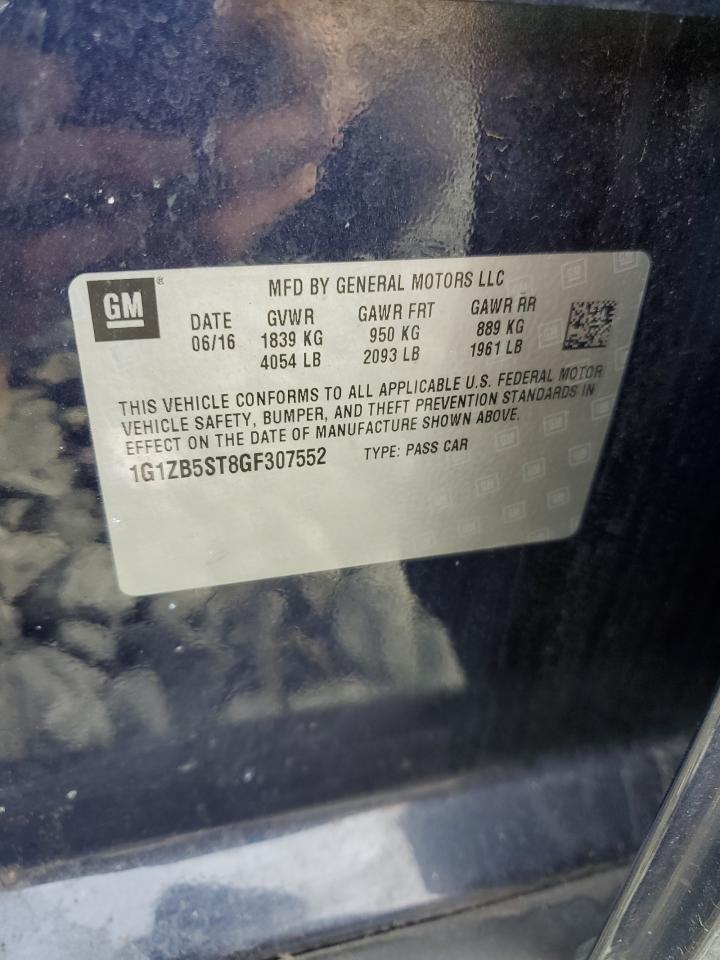 GM ®
MFD BY GENERAL MOTORS LLC
DATE GVWR GAWR FRT GAWR RR
06/16 1839 KG 950 KG 889 KG
4054 LB 2093 LB 1961 LB
THIS VEHICLE CONFORMS TO ALL APPLICABLE U.S. FEDERAL MOTOR
VEHICLE SAFETY, BUMPER, AND THEFT PREVENTION STANDARDS IN
EFFECT ON THE DATE OF MANUFACTURE SHOWN ABOVE.
1G1ZB5ST8GF307552 TYPE: PASS CAR